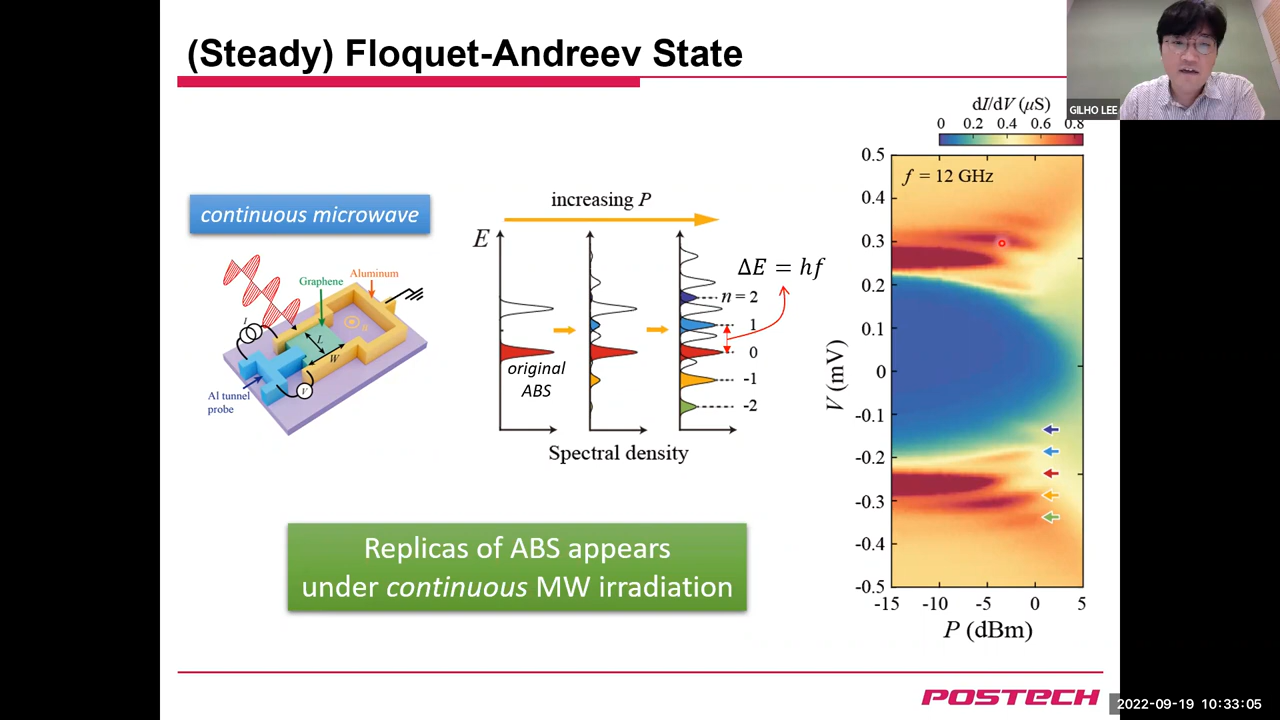 (Steady) Floquet-Andreev State
GILHO LEE
continuous microwave
Graphene
Aluminum
I
L
W
B
V
Al tunnel
probe
increasing P
E
original
ABS
ΔE = hf
n = 2
1
0
-1
-2
Spectral density
dI/dV (μS)
0 0.2 0.4 0.6 0.8
f = 12 GHz
0.5
0.4
0.3
0.2
0.1
0
-0.1
-0.2
-0.3
-0.4
-0.5
V (mV)
-15 -10 -5 0 5
P (dBm)
Replicas of ABS appears
under continuous MW irradiation
POSTECH
2022-09-19 10:33:05